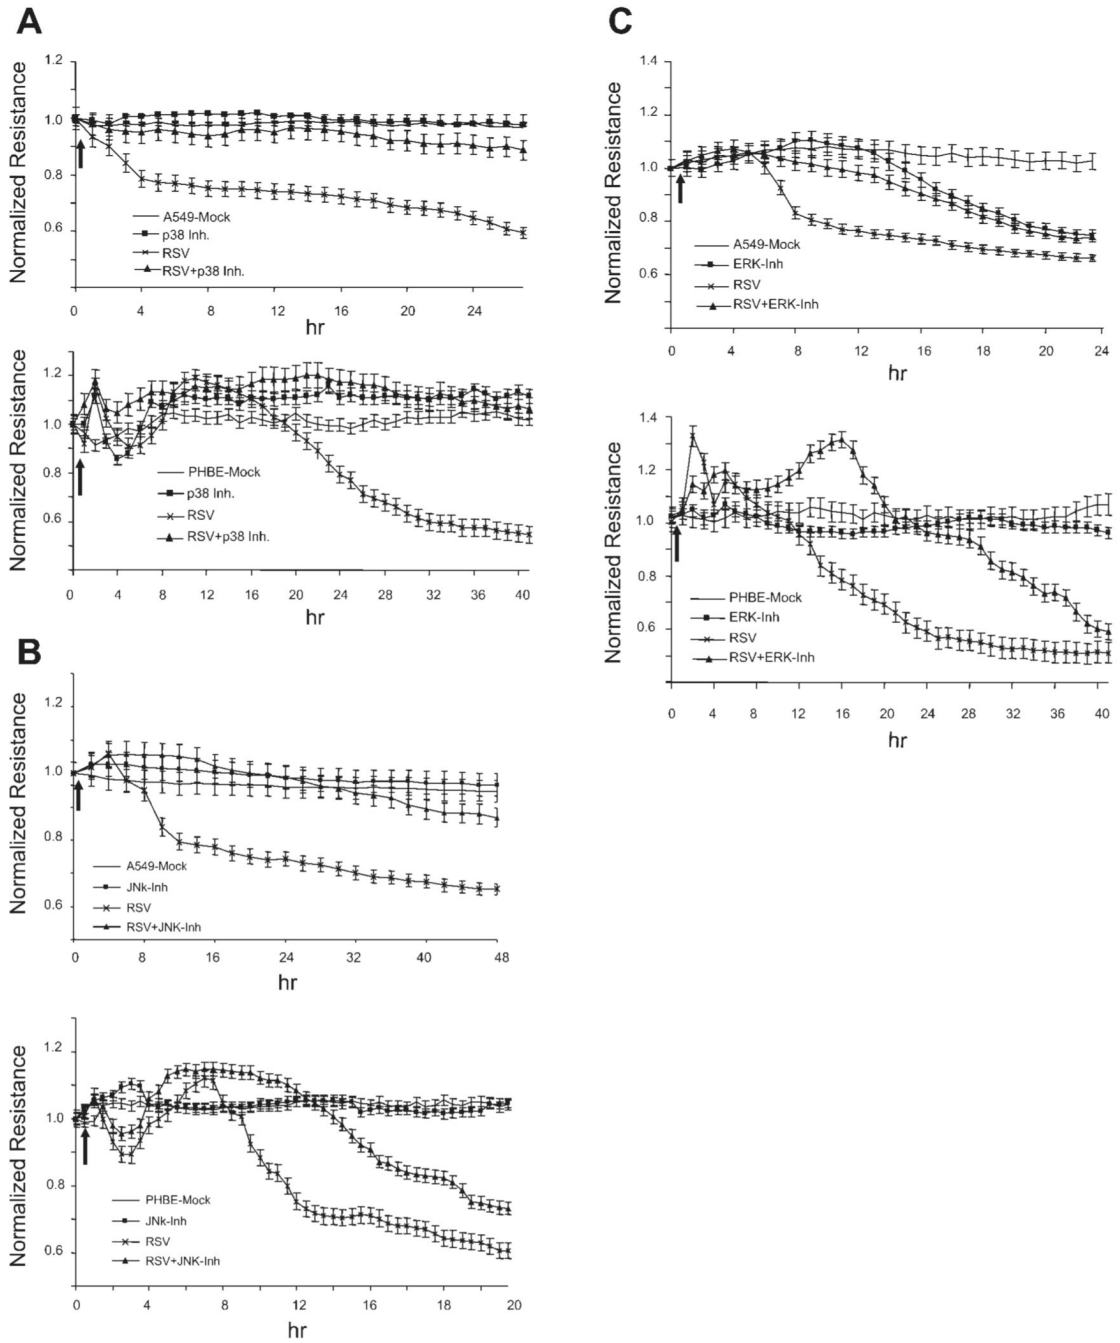 A
Normalized Resistance
1.2
1.0
0.8
0.6
A549-Mock
p38 Inh.
RSV
RSV+p38 Inh.
0 4 8 12 16 20 24
hr
Normalized Resistance
1.2
1.0
0.8
0.6
PHBE-Mock
p38 Inh.
RSV
RSV+p38 Inh.
0 4 8 12 16 20 24 28 32 36 40
hr
B
Normalized Resistance
1.2
1.0
0.8
0.6
A549-Mock
JNk-Inh
RSV
RSV+JNK-Inh
0 8 16 24 32 40 48
hr
Normalized Resistance
1.2
1.0
0.8
0.6
PHBE-Mock
JNk-Inh
RSV
RSV+JNK-Inh
0 4 8 12 16 20
hr
C
Normalized Resistance
1.4
1.2
1.0
0.8
0.6
A549-Mock
ERK-Inh
RSV
RSV+ERK-Inh
0 4 8 12 16 18 20 24
hr
Normalized Resistance
1.4
1.2
1.0
0.8
0.6
PHBE-Mock
ERK-Inh
RSV
RSV+ERK-Inh
0 4 8 12 16 20 24 28 32 36 40
hr